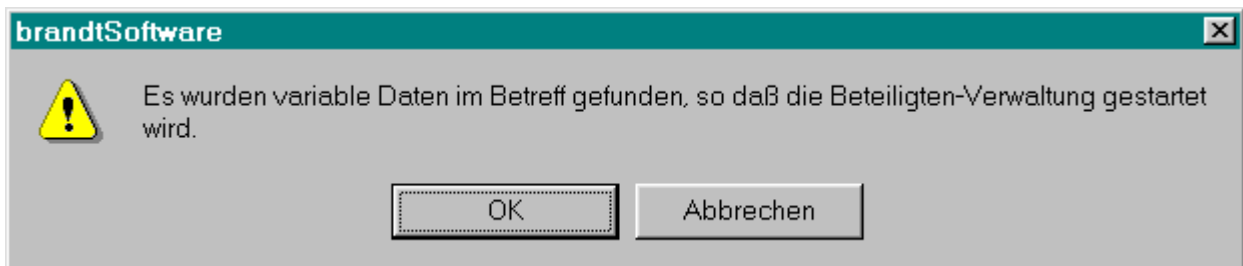 brandtSoftware
Es wurden variable Daten im Betreff gefunden, so daß die Beteiligten-Verwaltung gestartet
wird.
OK
Abbrechen